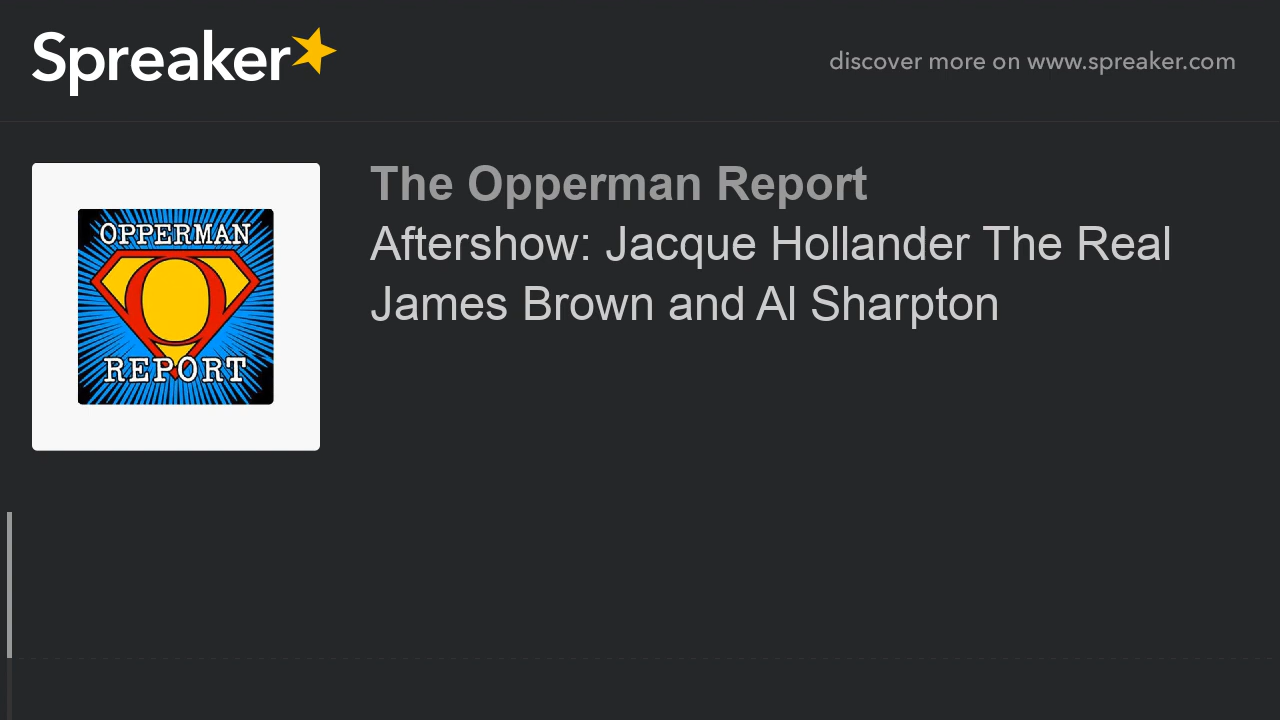 Spreaker
discover more on www.spreaker.com
The Opperman Report
Aftershow: Jacque Hollander The Real
James Brown and Al Sharpton
OPPERMAN
O
REPORT